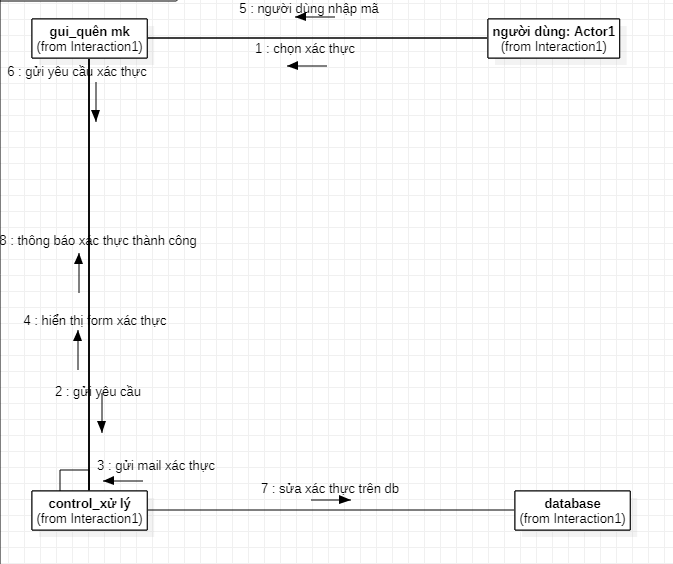 5 : người dùng nhập mã
gui_quên mk
(from Interaction1)
người dùng: Actor1
(from Interaction1)
1 : chọn xác thực
6 : gửi yêu cầu xác thực
8 : thông báo xác thực thành công
4 : hiển thị form xác thực
2 : gửi yêu cầu
3 : gửi mail xác thực
7 : sửa xác thực trên db
control_xử lý
(from Interaction1)
database
(from Interaction1)